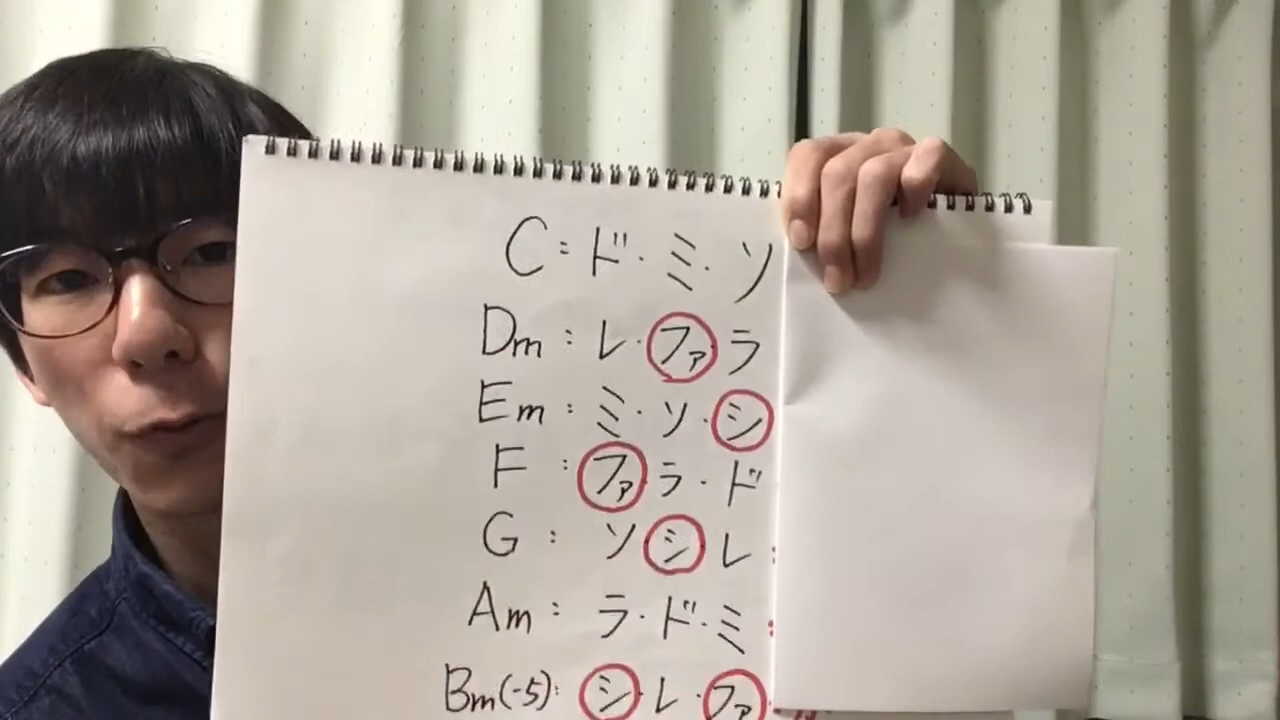 C:ド・ミ・ソ
Dm:レ・ファ・ラ
Em:ミ・ソ・シ
F:ファ・ラ・ド
G:ソ シ レ:
Am:ラ・ド・ミ:
Bm(-5):シ・レ・ファ